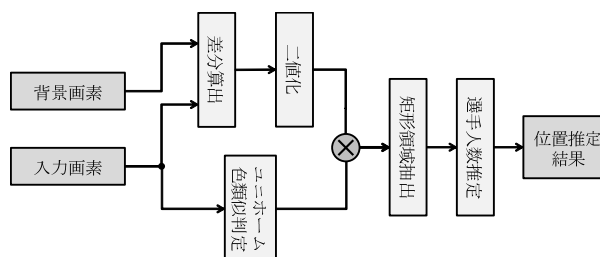 背景画素
入力画素
差分算出
二値化
ユニホーム
色類似判定
矩形領域抽出
選手人数推定
位置推定
結果